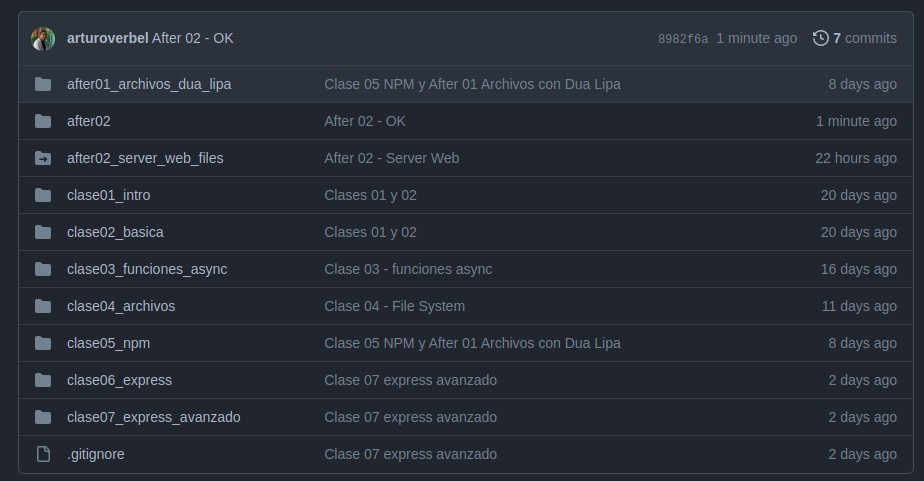 arturoverbel After 02 - OK 8982f6a 1 minute ago 7 commits
after01_archivos_dua_lipa Clase 05 NPM y After 01 Archivos con Dua Lipa 8 days ago
after02 After 02 - OK 1 minute ago
after02_server_web_files After 02 - Server Web 22 hours ago
clase01_intro Clases 01 y 02 20 days ago
clase02_basica Clases 01 y 02 20 days ago
clase03_funciones_async Clase 03 - funciones async 16 days ago
clase04_archivos Clase 04 - File System 11 days ago
clase05_npm Clase 05 NPM y After 01 Archivos con Dua Lipa 8 days ago
clase06_express Clase 07 express avanzado 2 days ago
clase07_express_avanzado Clase 07 express avanzado 2 days ago
.gitignore Clase 07 express avanzado 2 days ago